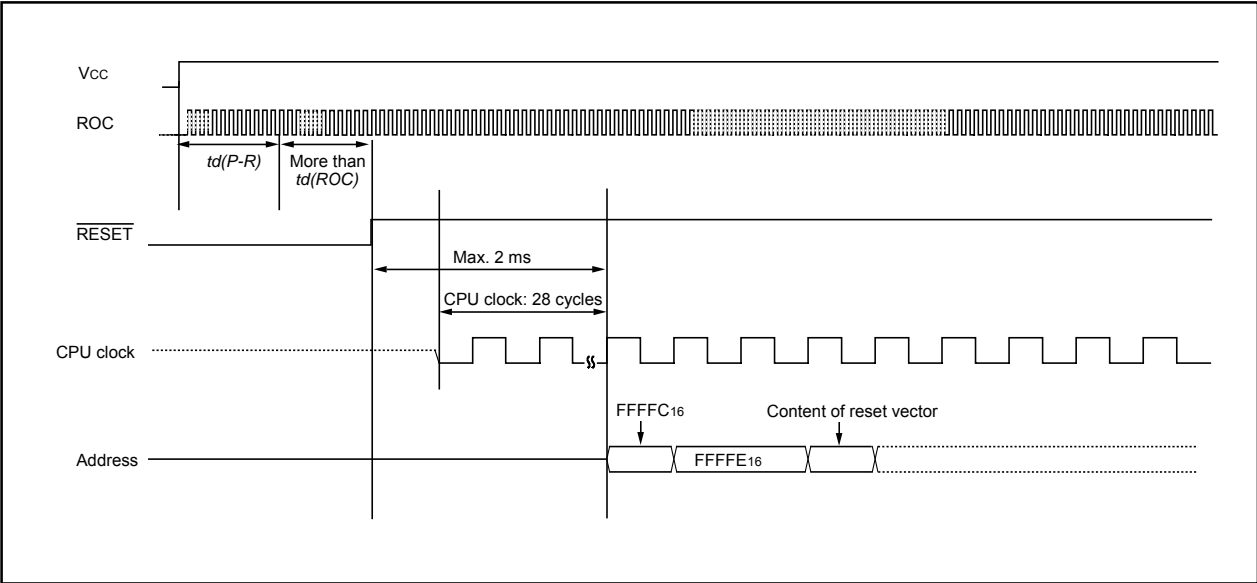 Vcc
ROC
td(P-R)
More than
td(ROC)
RESET
Max. 2 ms
CPU clock: 28 cycles
CPU clock
FFFFC16
Content of reset vector
Address
FFFFE16